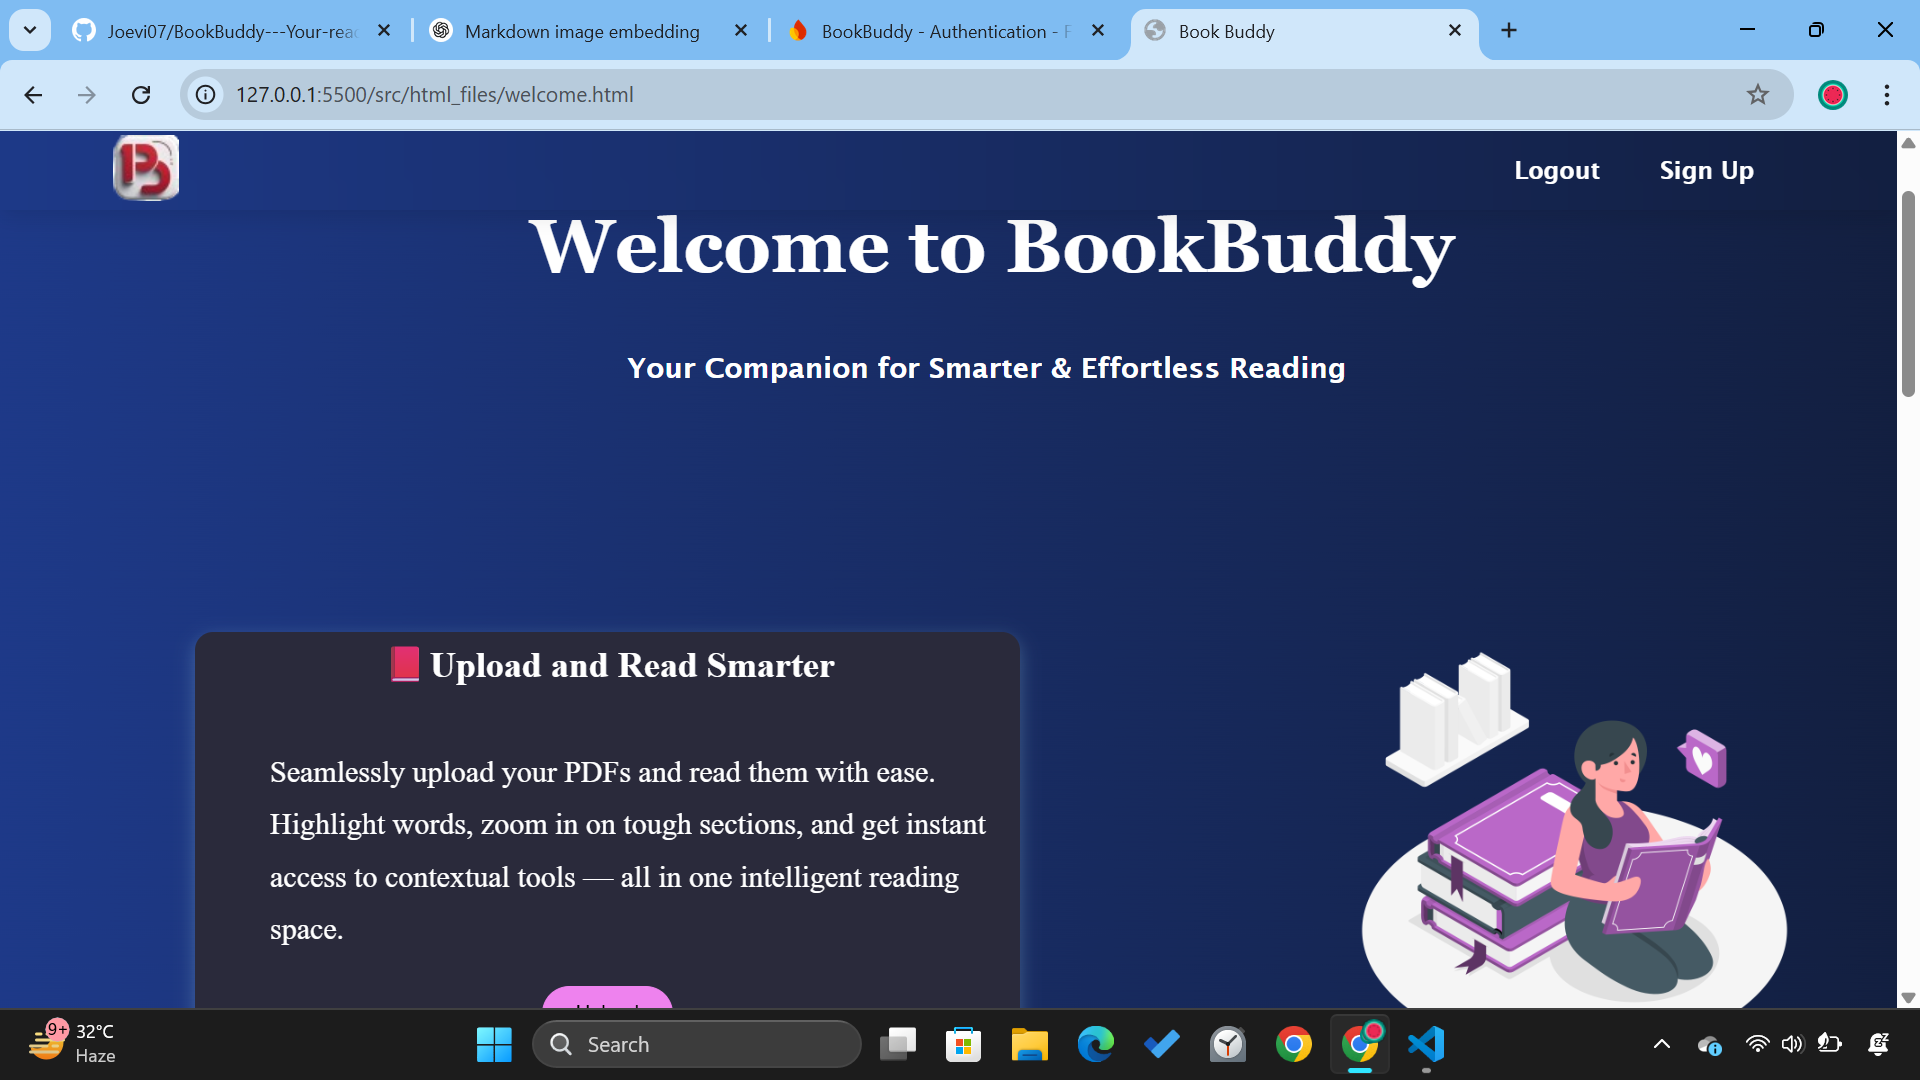 Joevi07/BookBuddy---Your-rea
Markdown image embedding
BookBuddy - Authentication - F
Book Buddy
127.0.0.1:5500/src/html_files/welcome.html
Logout
Sign Up
Welcome to BookBuddy
Your Companion for Smarter & Effortless Reading
Upload and Read Smarter
Seamlessly upload your PDFs and read them with ease.
Highlight words, zoom in on tough sections, and get instant
access to contextual tools — all in one intelligent reading
space.
9+
32°C
Haze
Search